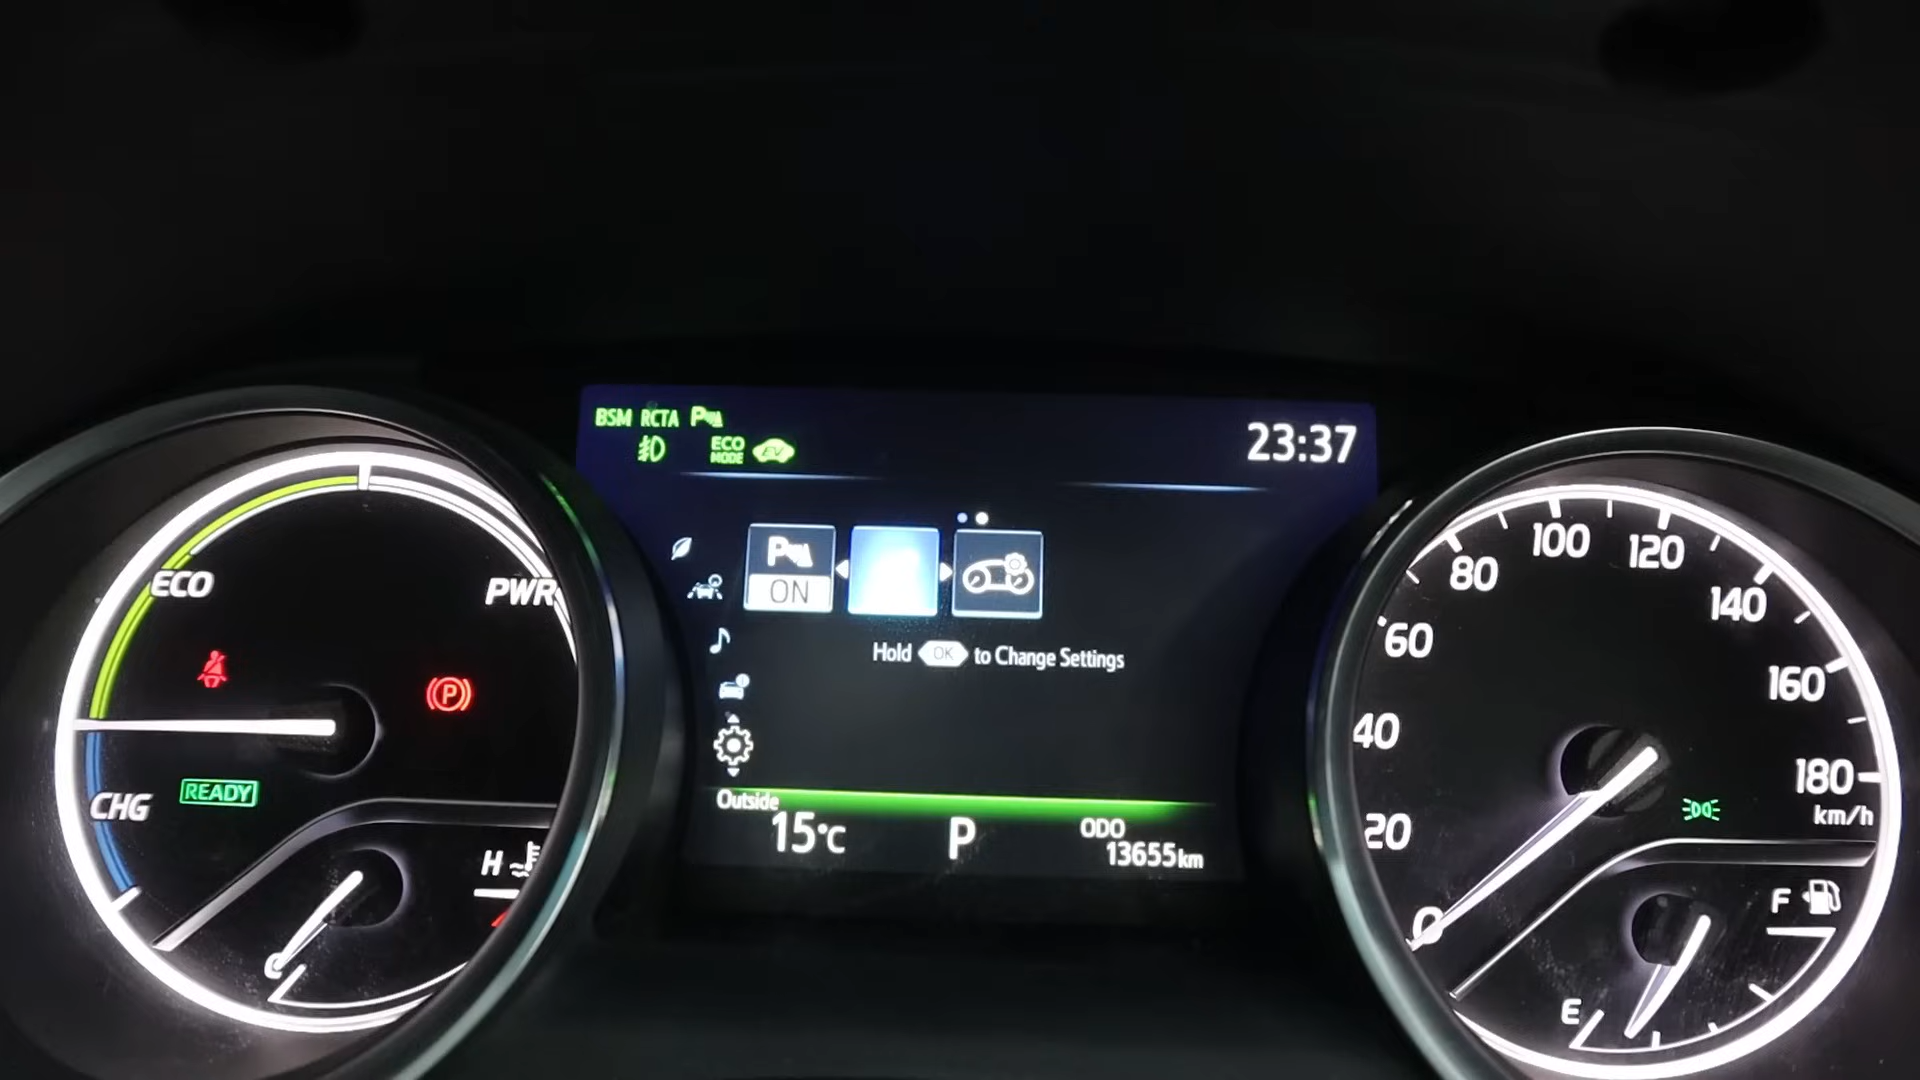 BSM RCTA P
ECO MODE EV
23:37
P
ON
Hold OK to Change Settings
Outside
15°C
P
ODO
13655km
ECO
PWR
P
READY
CHG
H
C
0
20
40
60
80
100
120
140
160
180
km/h
F
E